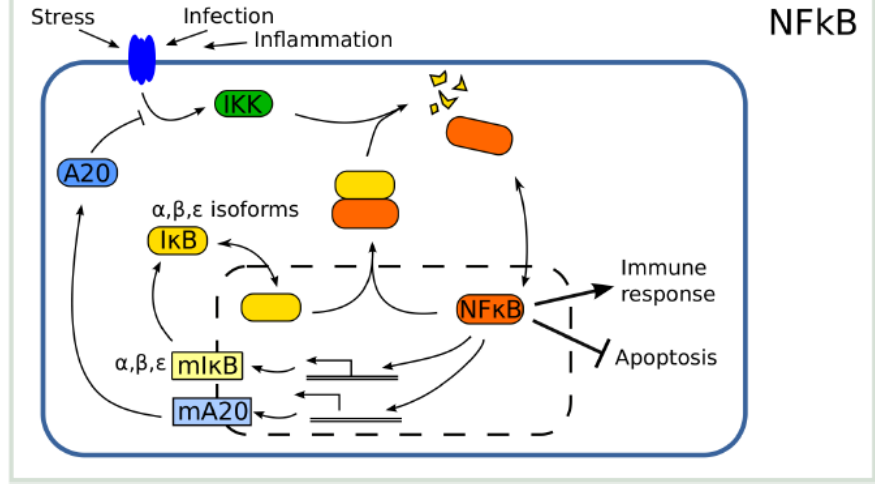 NFkB
Stress
Infection
Inflammation
IKK
A20
α,β,ε isoforms
IκB
Immune
response
NFκB
Apoptosis
α,β,ε
mIκB
mA20